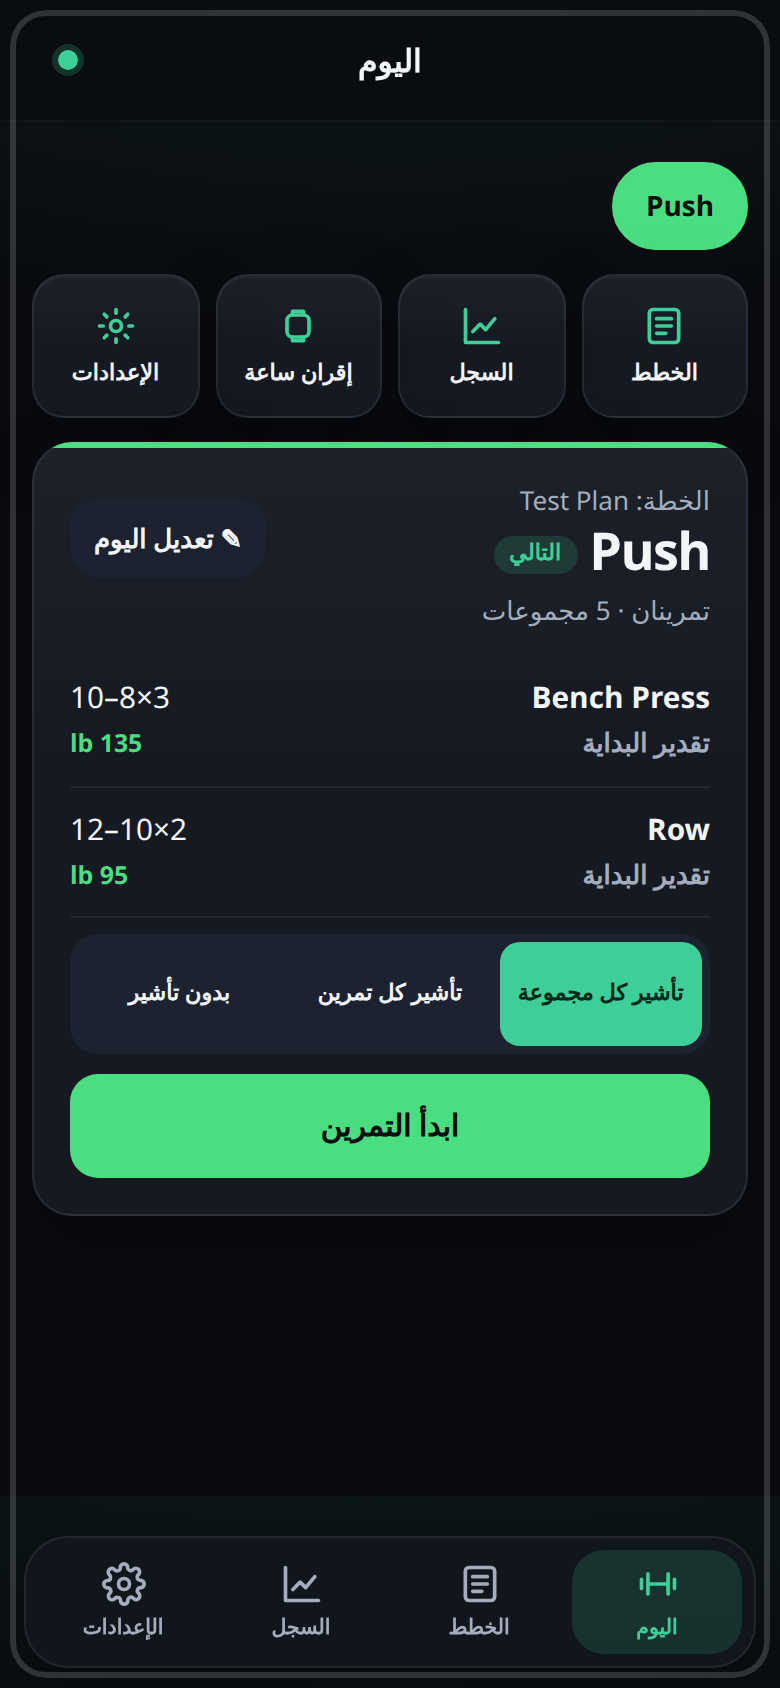 اليوم
Push
الخطط
السجل
إقران ساعة
الإعدادات
الخطة: Test Plan
Push التالي
✎ تعديل اليوم
تمرينان · 5 مجموعات
Bench Press
3×8–10
تقدير البداية
135 lb
Row
2×10–12
تقدير البداية
95 lb
تأشير كل مجموعة
تأشير كل تمرين
بدون تأشير
ابدأ التمرين
اليوم
الخطط
السجل
الإعدادات